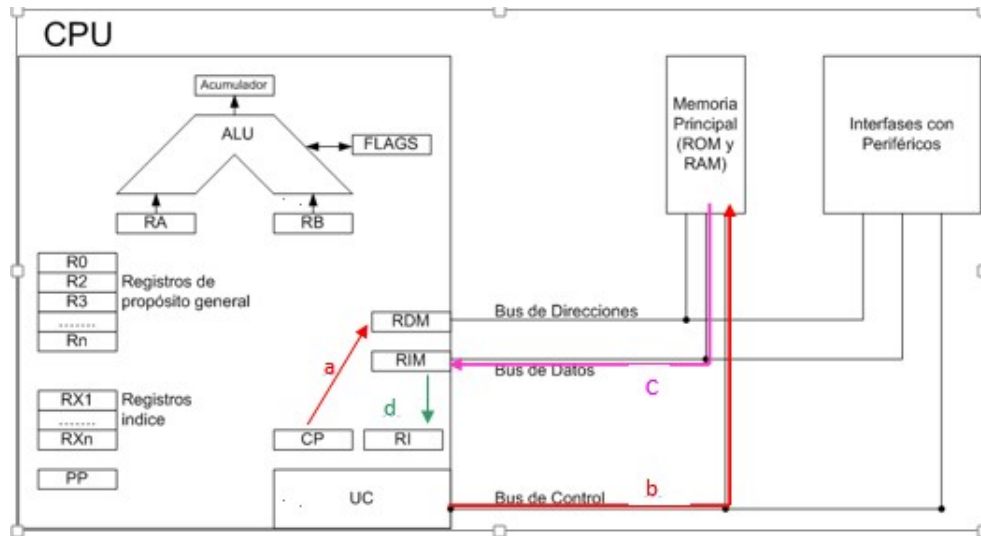 CPU
Acumulador
ALU
FLAGS
RA
RB
R0
R2
R3
.......
Rn
Registros de
propósito general
RX1
.......
RXn
Registros
indice
PP
RDM
RIM
a
d
CP
RI
UC
Bus de Direcciones
Bus de Datos
C
Bus de Control
b
Memoria
Principal
(ROM y
RAM)
Interfases con
Periféricos